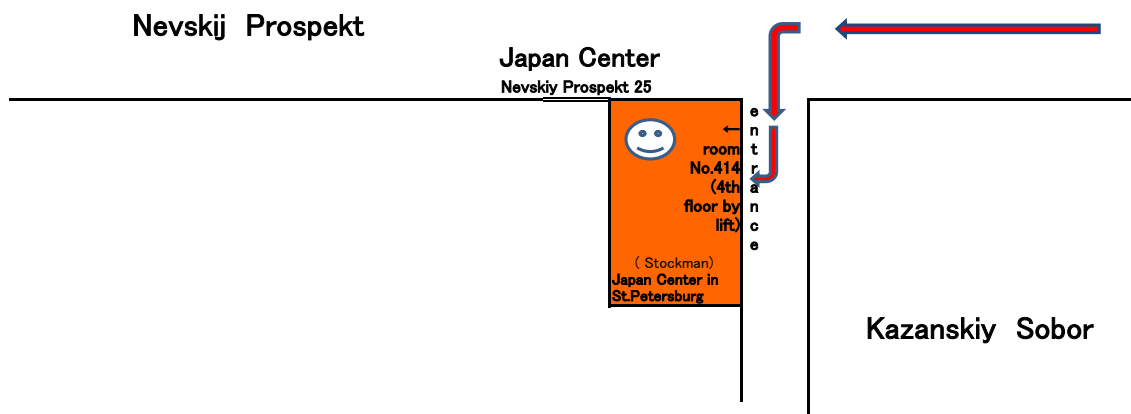 Nevskij Prospekt
Japan Center
Nevskiy Prospekt 25
←
room
No.414
(4th
floor by
lift)
entrance
( Stockman)
Japan Center in
St.Petersburg
Kazanskiy Sobor